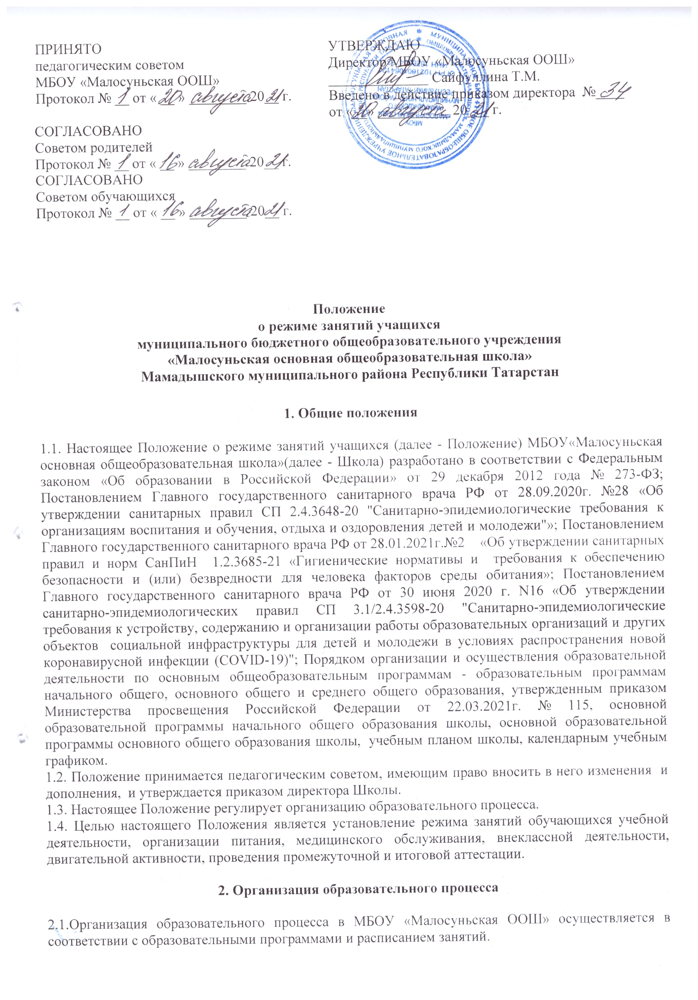 ПРИНЯТО
педагогическим советом
МБОУ «Малосуньская ООШ»
Протокол № 1 от «20» августа 2021 г.
СОГЛАСОВАНО
Советом родителей
Протокол № 1 от «16» августа 2021 г.
СОГЛАСОВАНО
Советом обучающихся
Протокол № 1 от «16» августа 2021 г.
УТВЕРЖДАЮ
Директор МБОУ «Малосуньская ООШ»
Сайфуллина Т.М.
Введено в действие приказом директора № 34
от «20» августа 2021 г.
Положение
о режиме занятий учащихся
муниципального бюджетного общеобразовательного учреждения
«Малосуньская основная общеобразовательная школа»
Мамадышского муниципального района Республики Татарстан
1. Общие положения
1.1. Настоящее Положение о режиме занятий учащихся (далее - Положение) МБОУ«Малосуньская
основная общеобразовательная школа»(далее - Школа) разработано в соответствии с Федеральным
законом «Об образовании в Российской Федерации» от 29 декабря 2012 года № 273-ФЗ;
Постановлением Главного государственного санитарного врача РФ от 28.09.2020г. №28 «Об
утверждении санитарных правил СП 2.4.3648-20 "Санитарно-эпидемиологические требования к
организациям воспитания и обучения, отдыха и оздоровления детей и молодежи"»; Постановлением
Главного государственного санитарного врача РФ от 28.01.2021г.№2 «Об утверждении санитарных
правил и норм СанПиН 1.2.3685-21 «Гигиенические нормативы и требования к обеспечению
безопасности и (или) безвредности для человека факторов среды обитания»; Постановлением
Главного государственного санитарного врача РФ от 30 июня 2020 г. N16 «Об утверждении
санитарно-эпидемиологических правил СП 3.1/2.4.3598-20 "Санитарно-эпидемиологические
требования к устройству, содержанию и организации работы образовательных организаций и других
объектов социальной инфраструктуры для детей и молодежи в условиях распространения новой
коронавирусной инфекции (COVID-19)"; Порядком организации и осуществления образовательной
деятельности по основным общеобразовательным программам - образовательным программам
начального общего, основного общего и среднего общего образования, утвержденным приказом
Министерства просвещения Российской Федерации от 22.03.2021г. № 115, основной
образовательной программы начального общего образования школы, основной образовательной
программы основного общего образования школы, учебным планом школы, календарным учебным
графиком.
1.2. Положение принимается педагогическим советом, имеющим право вносить в него изменения и
дополнения, и утверждается приказом директора Школы.
1.3. Настоящее Положение регулирует организацию образовательного процесса.
1.4. Целью настоящего Положения является установление режима занятий обучающихся учебной
деятельности, организации питания, медицинского обслуживания, внеклассной деятельности,
двигательной активности, проведения промежуточной и итоговой аттестации.
2. Организация образовательного процесса
2.1.Организация образовательного процесса в МБОУ «Малосуньская ООШ» осуществляется в
соответствии с образовательными программами и расписанием занятий.